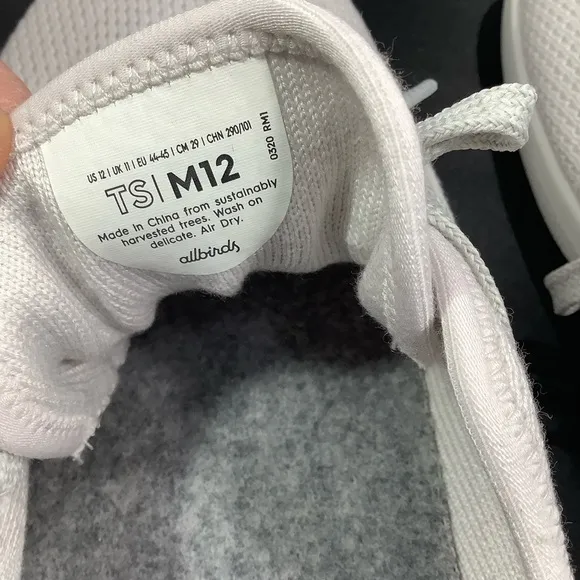 US 12 | UK 11 | EU 44-45 | CM 29 | CHN 290/101
0320 RM1
TS | M12
Made in China from sustainably
harvested trees. Wash on
delicate. Air Dry.
allbirds